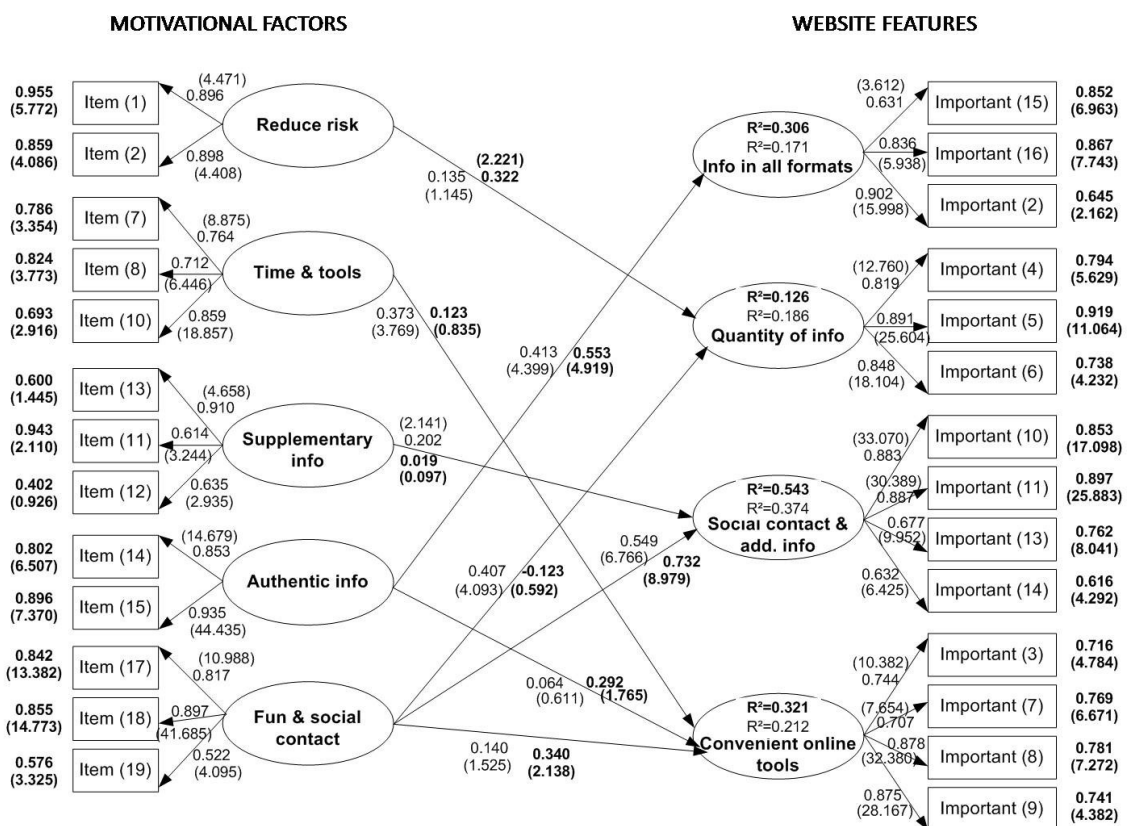 MOTIVATIONAL FACTORS
WEBSITE FEATURES
0.955
(5.772)
Item (1)
(4.471)
0.896
0.859
(4.086)
Item (2)
0.898
(4.408)
Reduce risk
0.786
(3.354)
Item (7)
(8.875)
0.764
0.824
(3.773)
Item (8)
0.712
(6.446)
0.693
(2.916)
Item (10)
0.859
(18.857)
Time & tools
0.600
(1.445)
Item (13)
(4.658)
0.910
0.943
(2.110)
Item (11)
0.614
(3.244)
0.402
(0.926)
Item (12)
0.635
(2.935)
Supplementary
info
0.802
(6.507)
Item (14)
(14.679)
0.853
0.896
(7.370)
Item (15)
0.935
(44.435)
Authentic info
0.842
(13.382)
Item (17)
(10.988)
0.817
0.855
(14.773)
Item (18)
0.897
(41.685)
0.576
(3.325)
Item (19)
0.522
(4.095)
Fun & social
contact
(2.221)
0.135 0.322
(1.145)
0.373 0.123
(3.769) (0.835)
0.413 0.553
(4.399) (4.919)
(2.141)
0.202
0.019
(0.097)
0.549
(6.766) 0.732
(8.979)
0.407 -0.123
(4.093) (0.592)
0.064 0.292
(0.611) (1.765)
0.140 0.340
(1.525) (2.138)
R²=0.306
R²=0.171
Info in all formats
(3.612)
0.631
Important (15)
0.852
(6.963)
0.836
(5.938)
Important (16)
0.867
(7.743)
0.902
(15.998)
Important (2)
0.645
(2.162)
R²=0.126
R²=0.186
Quantity of info
(12.760)
0.819
Important (4)
0.794
(5.629)
0.891
(25.604)
Important (5)
0.919
(11.064)
0.848
(18.104)
Important (6)
0.738
(4.232)
R²=0.543
R²=0.374
Social contact &
add. info
(33.070)
0.883
Important (10)
0.853
(17.098)
(30.389)
0.887
Important (11)
0.897
(25.883)
0.677
(9.952)
Important (13)
0.762
(8.041)
0.632
(6.425)
Important (14)
0.616
(4.292)
R²=0.321
R²=0.212
Convenient online
tools
(10.382)
0.744
Important (3)
0.716
(4.784)
(7.654)
0.707
Important (7)
0.769
(6.671)
0.878
(32.380)
Important (8)
0.781
(7.272)
0.875
(28.167)
Important (9)
0.741
(4.382)